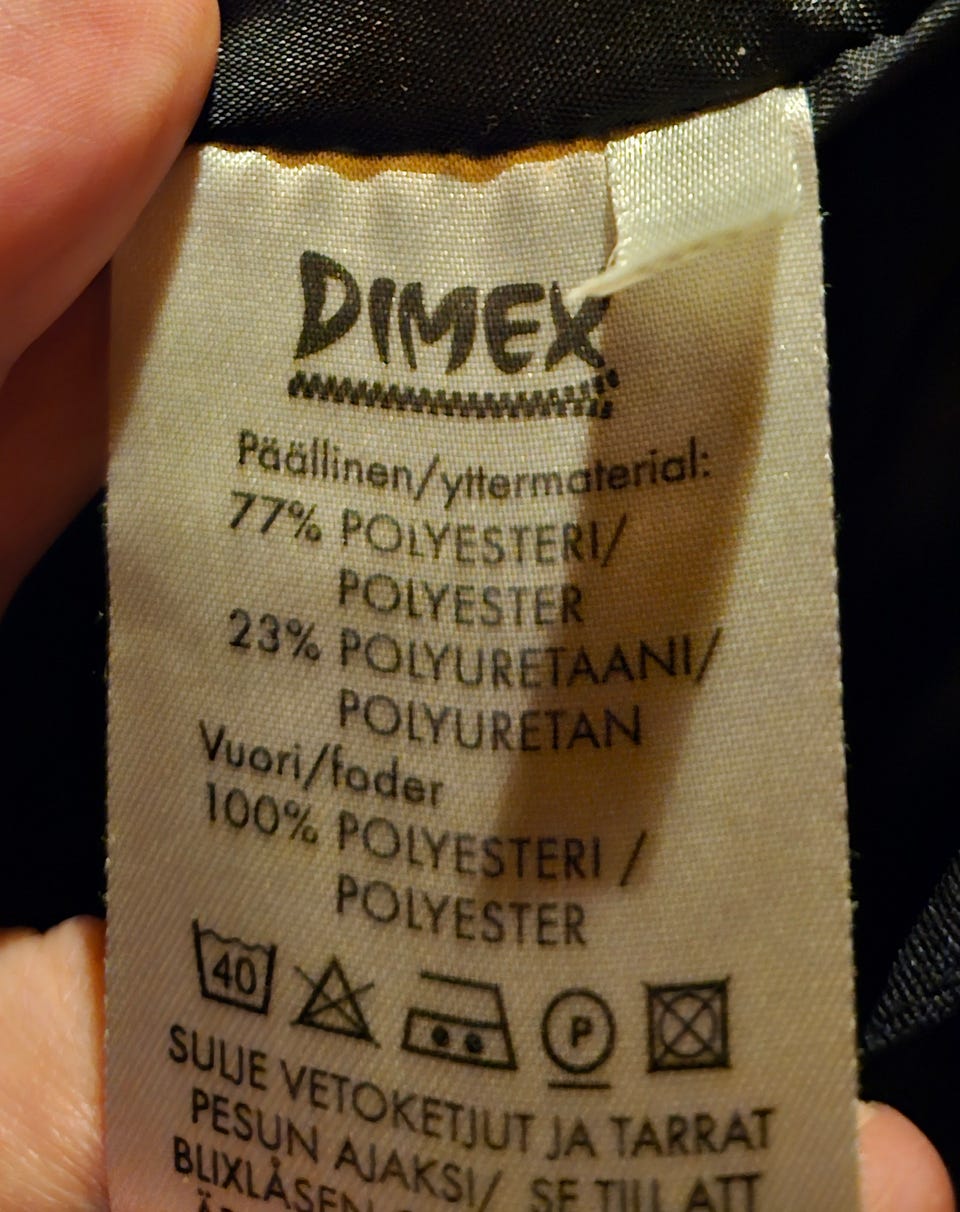 DIMEX
Päällinen/yttermaterial:
77% POLYESTERI/
POLYESTER
23% POLYURETAANI/
POLYURETAN
Vuori/foder
100% POLYESTERI /
POLYESTER
40 P
SULJE VETOKETJUT JA TARRAT
PESUN AJAKSI/ SE TILL ATT
BLIXLÅSEN